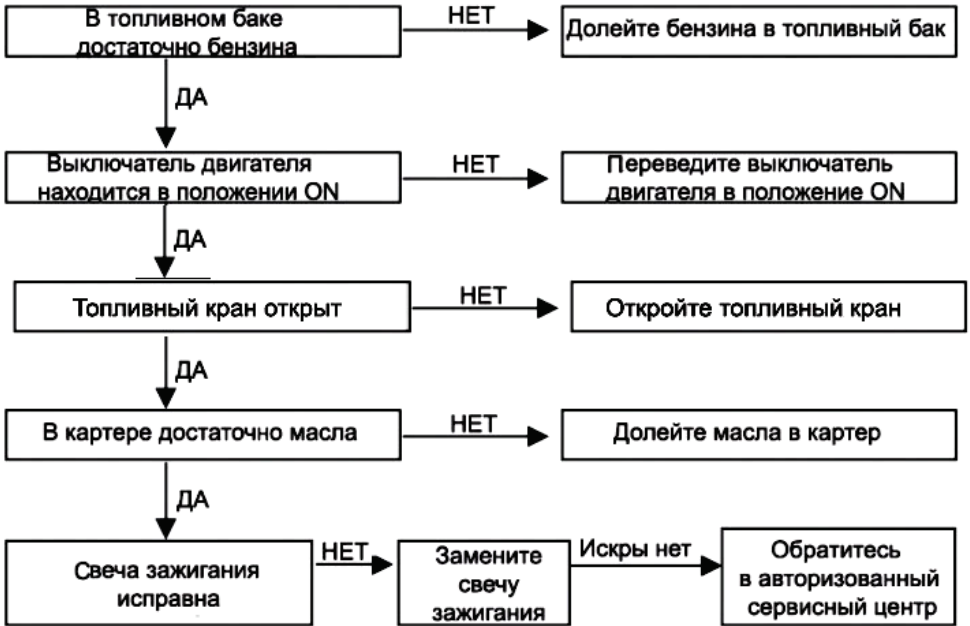 В топливном баке
достаточно бензина
НЕТ
Долейте бензина в топливный бак
ДА
Выключатель двигателя
находится в положении ON
НЕТ
Переведите выключатель
двигателя в положение ON
ДА
Топливный кран открыт
НЕТ
Откройте топливный кран
ДА
В картере достаточно масла
НЕТ
Долейте масла в картер
ДА
Свеча зажигания
исправна
НЕТ
Замените
свечу
зажигания
Искры нет
Обратитесь
в авторизованный
сервисный центр